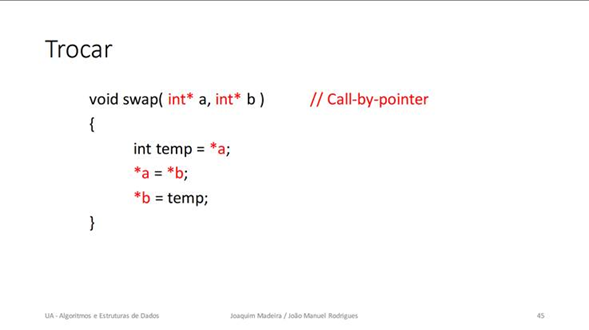 Trocar
void swap( int* a, int* b ) // Call-by-pointer
{
int temp = *a;
*a = *b;
*b = temp;
}
UA - Algoritmos e Estruturas de Dados Joaquim Madeira / João Manuel Rodrigues 45